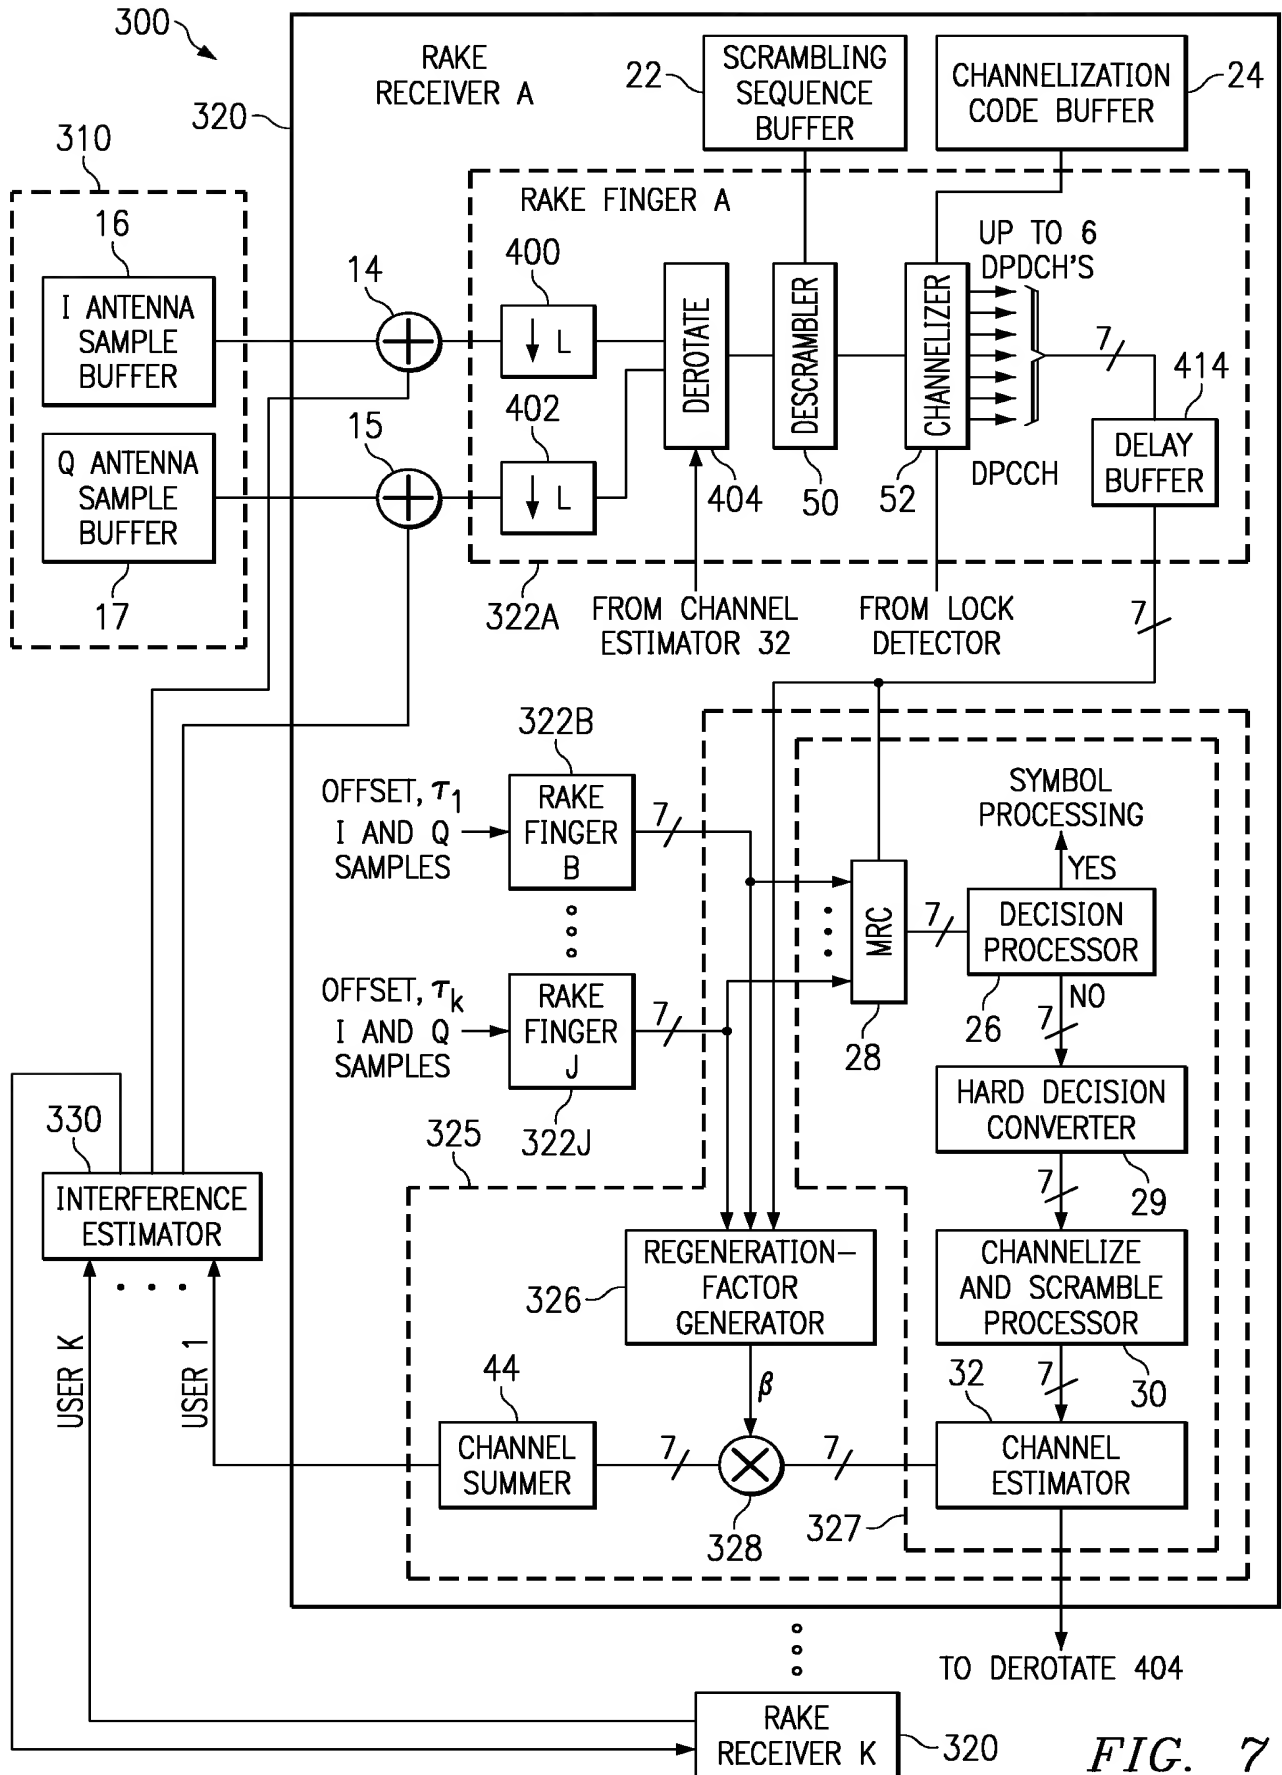 300
RAKE
RECEIVER A
320
SCRAMBLING
SEQUENCE
BUFFER
22
CHANNELIZATION
CODE BUFFER
24
310
16
I ANTENNA
SAMPLE
BUFFER
Q ANTENNA
SAMPLE
BUFFER
17
14
15
RAKE FINGER A
400
↓ L
402
↓ L
DEROTATE
404
DESCRAMBLER
50
CHANNELIZER
52
UP TO 6
DPDCH'S
DPCCH
7
414
DELAY
BUFFER
322A
FROM CHANNEL
ESTIMATOR 32
FROM LOCK
DETECTOR
7
322B
OFFSET, τ1
I AND Q
SAMPLES
RAKE
FINGER
B
7
OFFSET, τk
I AND Q
SAMPLES
RAKE
FINGER
J
7
322J
MRC
28
7
SYMBOL
PROCESSING
YES
DECISION
PROCESSOR
26
NO
7
HARD DECISION
CONVERTER
29
7
CHANNELIZE
AND SCRAMBLE
PROCESSOR
30
7
32
CHANNEL
ESTIMATOR
325
330
INTERFERENCE
ESTIMATOR
USER K
USER 1
REGENERATION–
FACTOR
GENERATOR
326
β
44
CHANNEL
SUMMER
7
328
7
327
TO DEROTATE 404
RAKE
RECEIVER K
320
FIG. 7